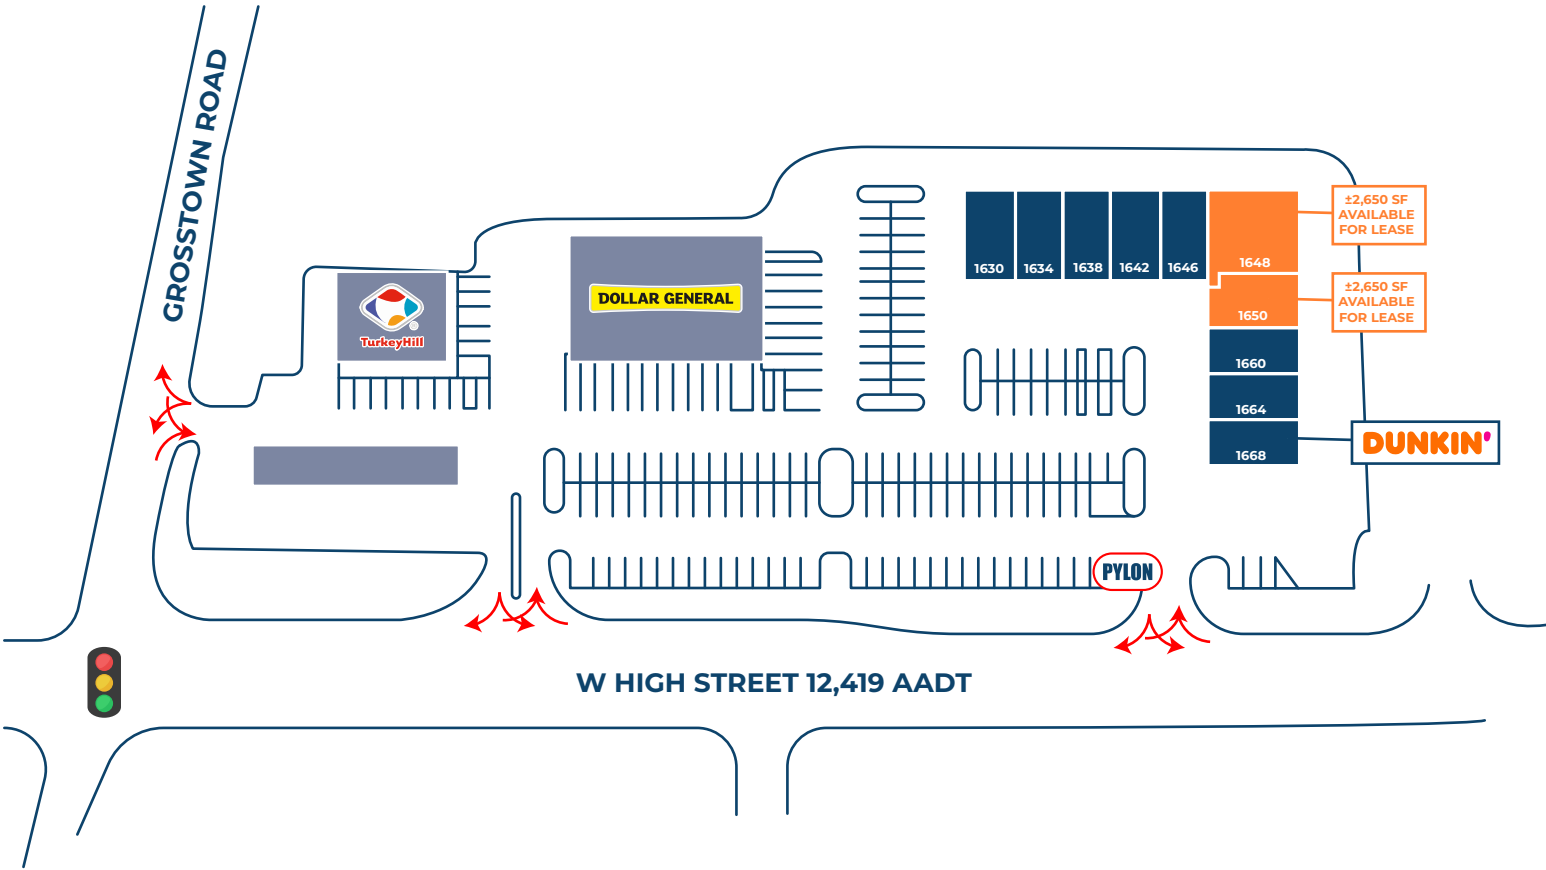 GROSSTOWN ROAD
TurkeyHill
DOLLAR GENERAL
1630
1634
1638
1642
1646
1648
±2,650 SF
AVAILABLE
FOR LEASE
1650
±2,650 SF
AVAILABLE
FOR LEASE
1660
1664
1668
DUNKIN'
PYLON
W HIGH STREET 12,419 AADT